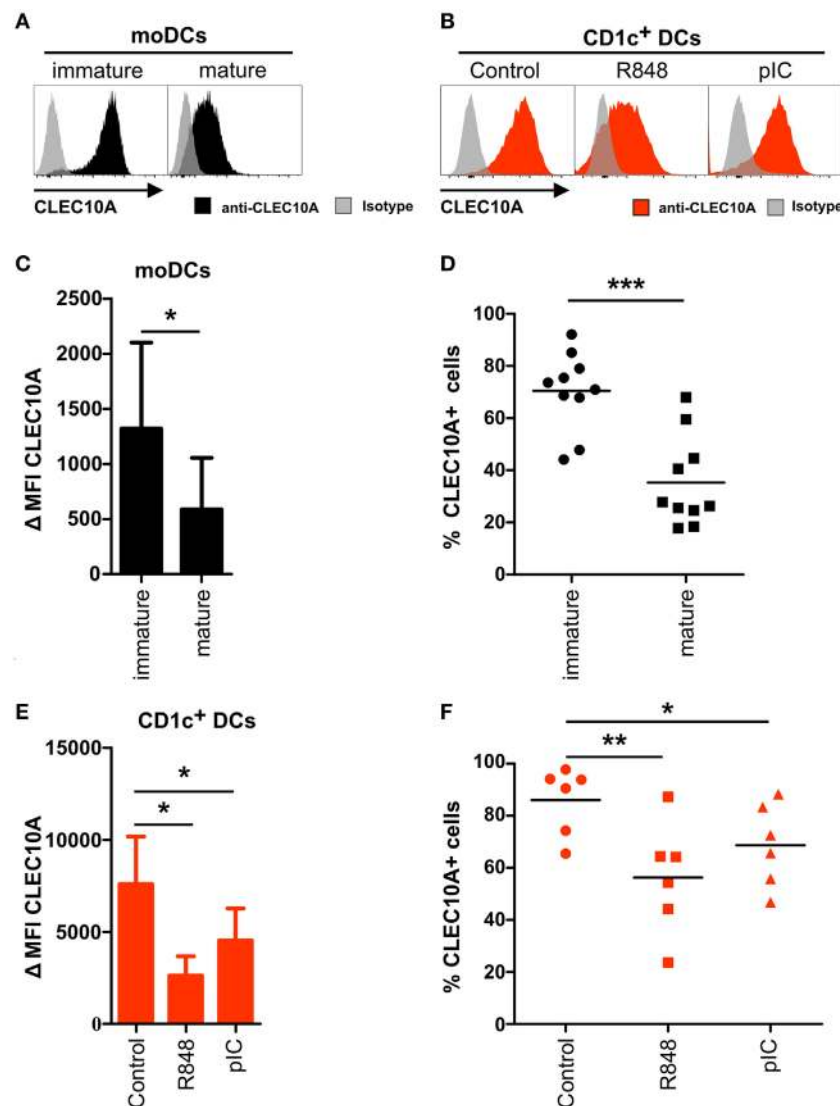 A
moDCs
immature mature
CLEC10A
anti-CLEC10A Isotype
B
CD1c+ DCs
Control R848 pIC
CLEC10A
anti-CLEC10A Isotype
C
moDCs
2500
2000
1500
1000
500
0
Δ MFI CLEC10A
*
immature
mature
D
100
80
60
40
20
0
% CLEC10A+ cells
***
immature
mature
E
CD1c+ DCs
15000
10000
5000
0
Δ MFI CLEC10A
*
*
Control
R848
pIC
F
100
80
60
40
20
0
% CLEC10A+ cells
*
**
Control
R848
pIC